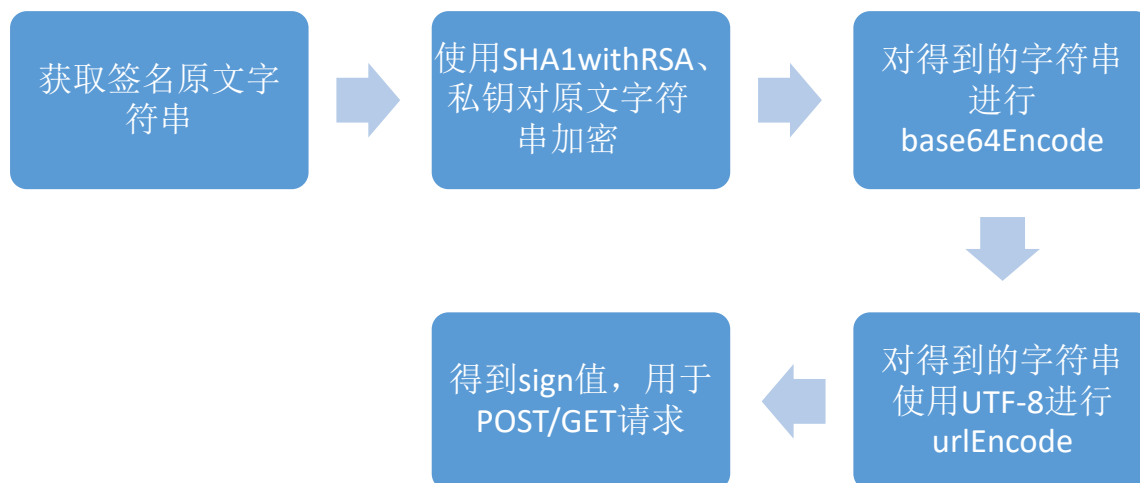 获取签名原文字
符串
使用SHA1withRSA、
私钥对原文字符
串加密
对得到的字符串
进行
base64Encode
对得到的字符串
使用UTF-8进行
urlEncode
得到sign值，用于
POST/GET请求